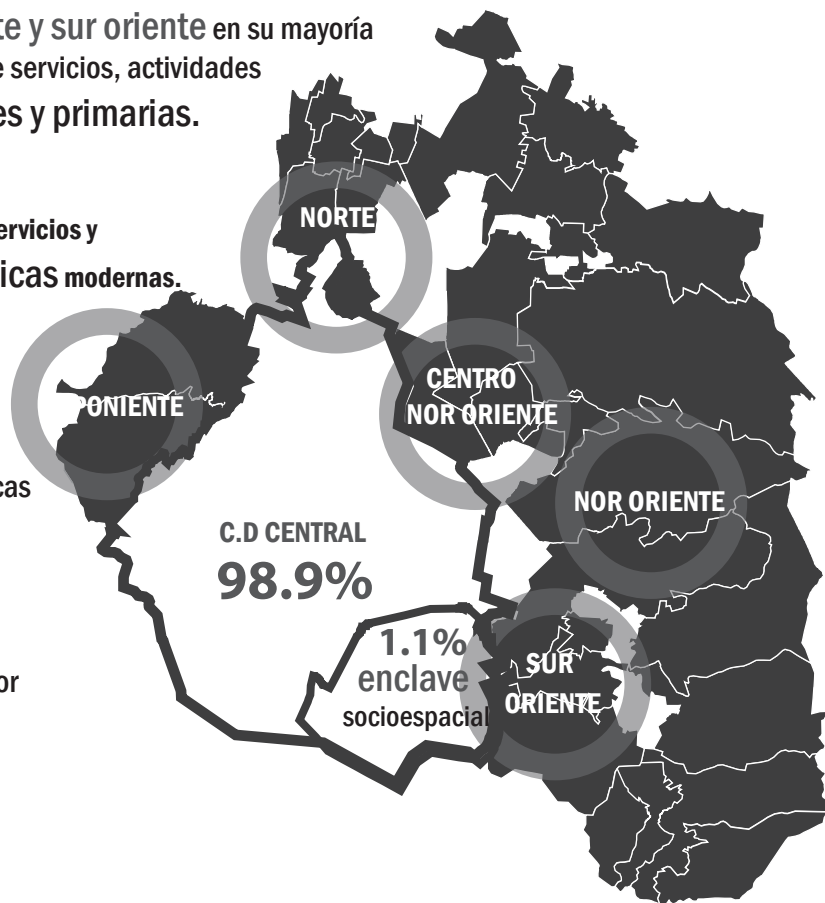 te y sur oriente en su mayoría
e servicios, actividades
es y primarias.
ervicios y
icas modernas.
cas
or
NORTE
PONIENTE
CENTRO
NOR ORIENTE
NOR ORIENTE
C.D CENTRAL
98.9%
1.1%
enclave
socioespacial
SUR
ORIENTE